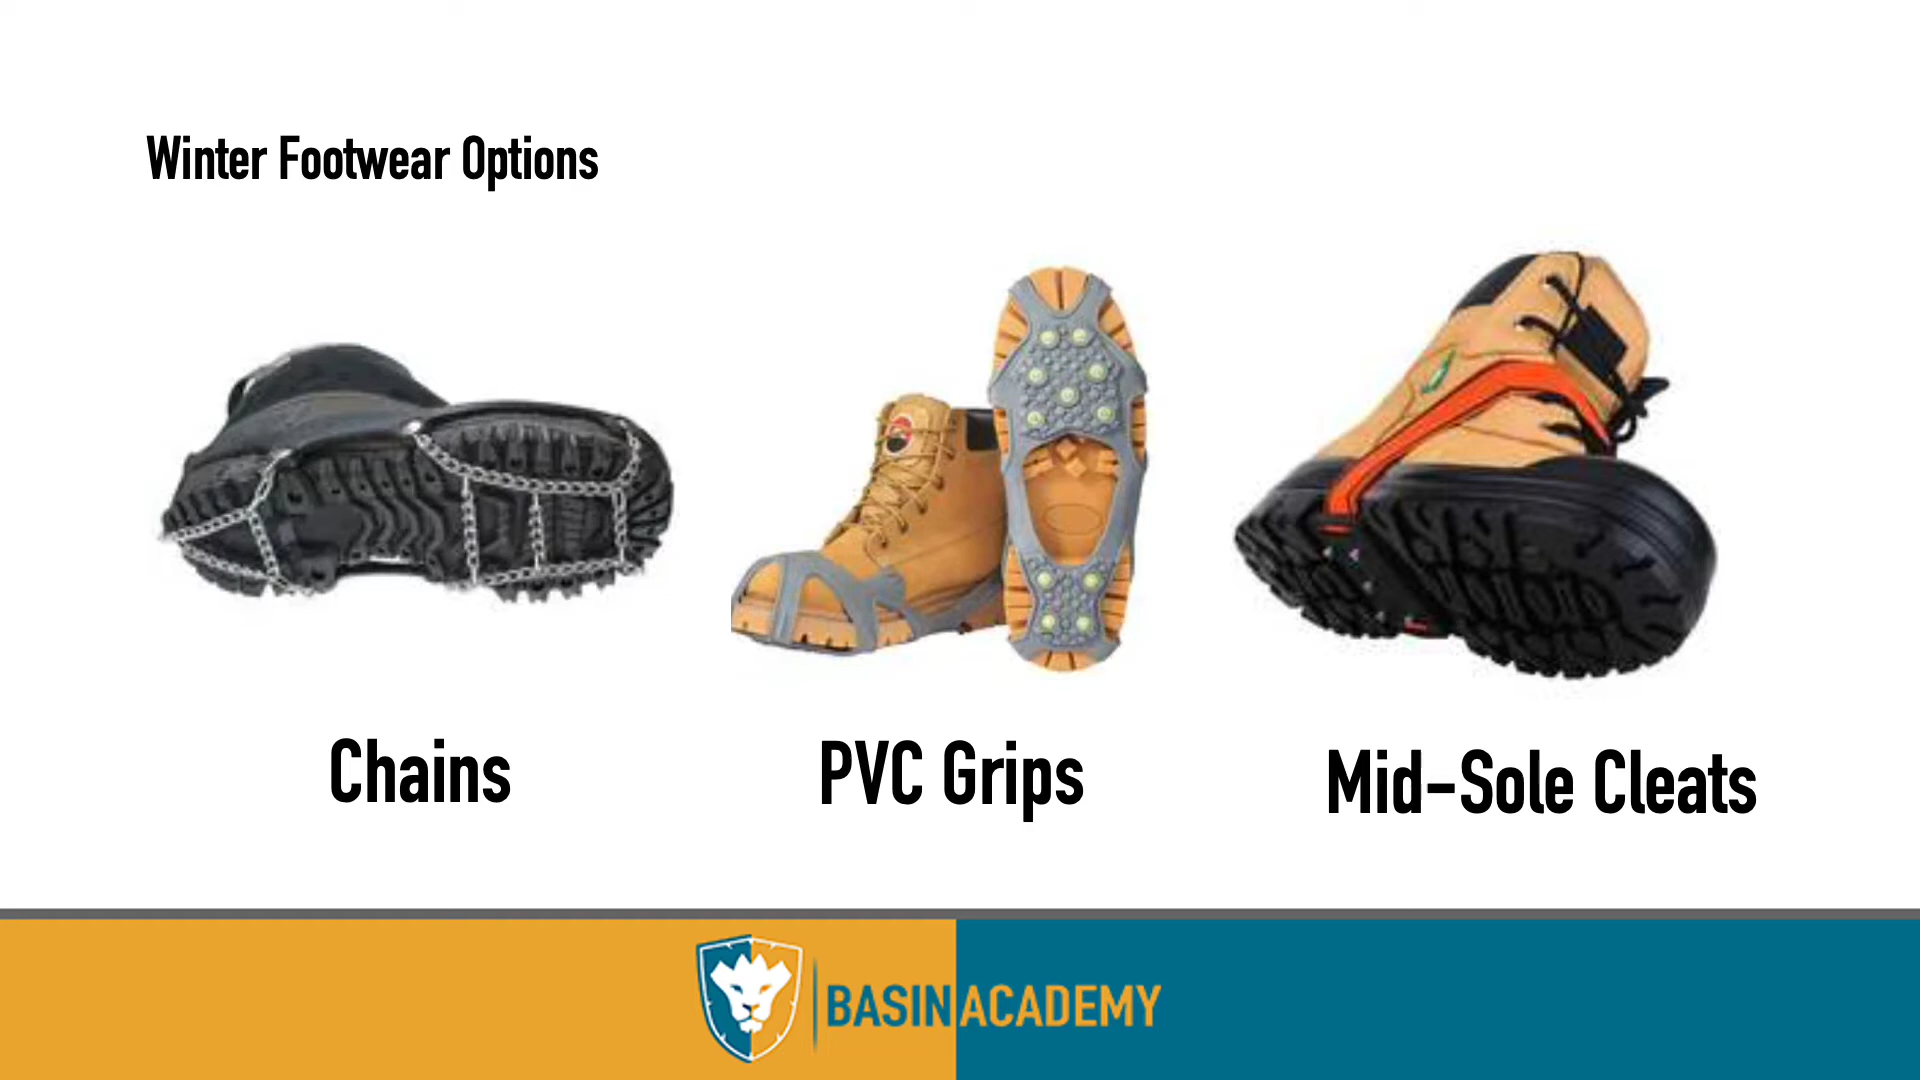 Winter Footwear Options
Chains
PVC Grips
Mid-Sole Cleats
BASIN ACADEMY